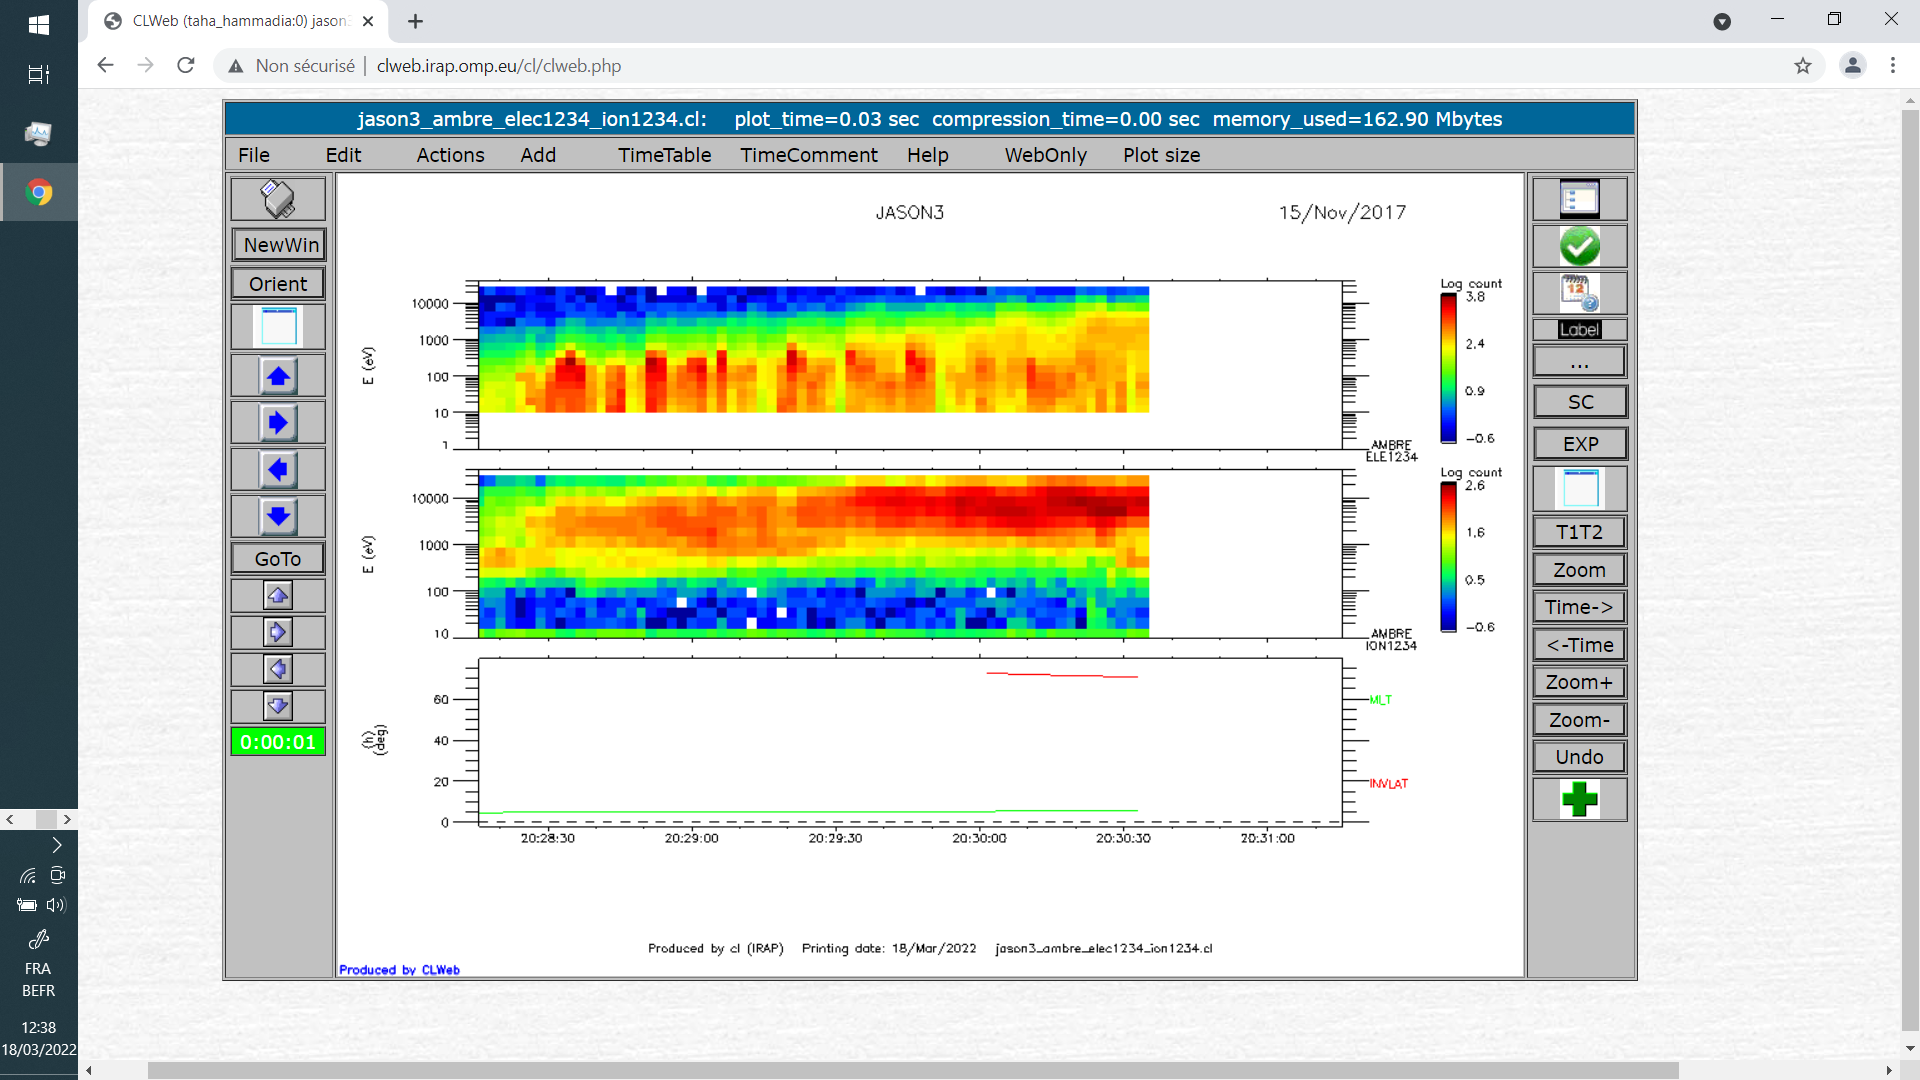 CLWeb (taha_hammadia:0) jason3
Non sécurisé | clweb.irap.omp.eu/cl/clweb.php
jason3_ambre_elec1234_ion1234.cl: plot_time=0.03 sec compression_time=0.00 sec memory_used=162.90 Mbytes
File Edit Actions Add TimeTable TimeComment Help WebOnly Plot size
NewWin
Orient
GoTo
0:00:01
JASON3 15/Nov/2017
E (eV)
10000
1000
100
10
1
AMBRE
ELE1234
Log count
3.8
2.4
0.9
-0.6
E (eV)
10000
1000
100
10
AMBRE
ION1234
Log count
2.6
1.6
0.5
-0.6
(h)
(deg)
60
40
20
0
MLT
INVLAT
20:28:30 20:29:00 20:29:30 20:30:00 20:30:30 20:31:00
Produced by cl (IRAP) Printing date: 18/Mar/2022 jason3_ambre_elec1234_ion1234.cl
Produced by CLWeb
12
Label
...
SC
EXP
T1T2
Zoom
Time->
<-Time
Zoom+
Zoom-
Undo
FRA
BEFR
12:38
18/03/2022